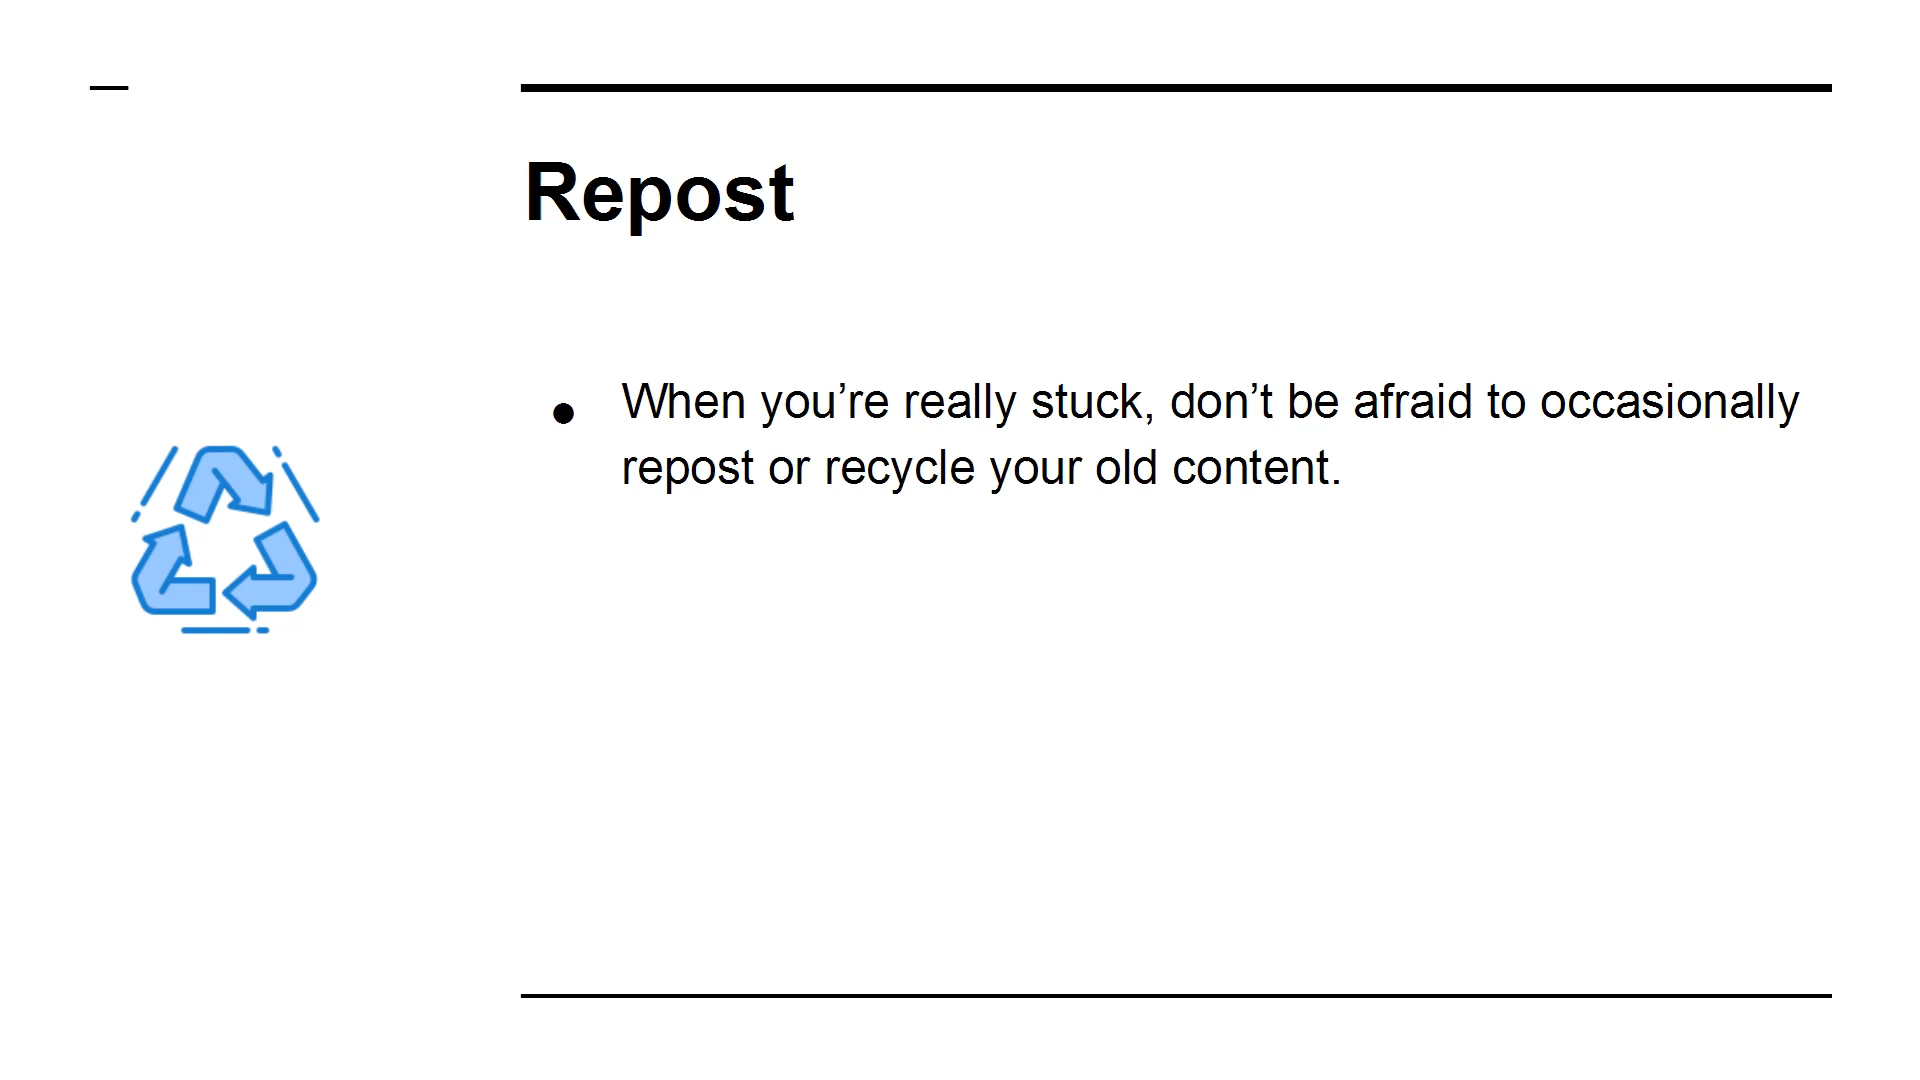 Repost
● When you’re really stuck, don’t be afraid to occasionally
repost or recycle your old content.